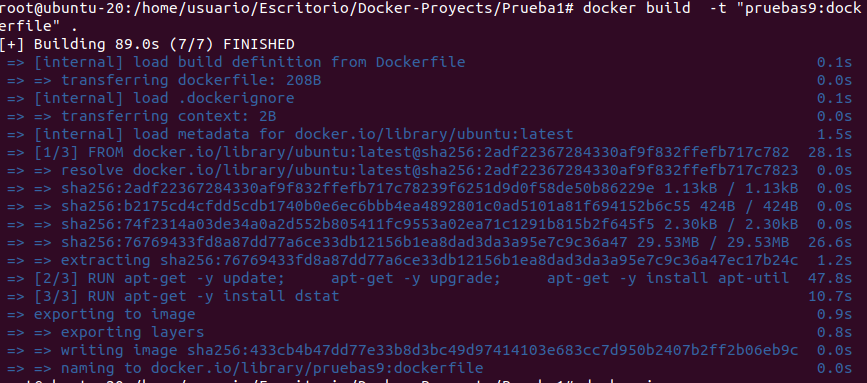 root@ubuntu-20:/home/usuario/Escritorio/Docker-Proyects/Prueba1# docker build  -t "pruebas9:dock
erfile" .
[+] Building 89.0s (7/7) FINISHED
 => [internal] load build definition from Dockerfile 0.1s
 => => transferring dockerfile: 208B 0.0s
 => [internal] load .dockerignore 0.1s
 => => transferring context: 2B 0.0s
 => [internal] load metadata for docker.io/library/ubuntu:latest 1.5s
 => [1/3] FROM docker.io/library/ubuntu:latest@sha256:2adf22367284330af9f832ffefb717c782 28.1s
 => => resolve docker.io/library/ubuntu:latest@sha256:2adf22367284330af9f832ffefb717c7823 0.0s
 => => sha256:2adf22367284330af9f832ffefb717c78239f6251d9d0f58de50b86229e 1.13kB / 1.13kB 0.0s
 => => sha256:b2175cd4cfdd5cdb1740b0e6ec6bbb4ea4892801c0ad5101a81f694152b6c55 424B / 424B 0.0s
 => => sha256:74f2314a03de34a0a2d552b805411fc9553a02ea71c1291b815b2f645f5 2.30kB / 2.30kB 0.0s
 => => sha256:76769433fd8a87dd77a6ce33db12156b1ea8dad3da3a95e7c9c36a47 29.53MB / 29.53MB 26.6s
 => => extracting sha256:76769433fd8a87dd77a6ce33db12156b1ea8dad3da3a95e7c9c36a47ec17b24c 1.2s
 => [2/3] RUN apt-get -y update;     apt-get -y upgrade;     apt-get -y install apt-util 47.8s
 => [3/3] RUN apt-get -y install dstat 10.7s
 => exporting to image 0.9s
 => => exporting layers 0.8s
 => => writing image sha256:433cb4b47dd77e33b8d3bc49d97414103e683cc7d950b2407b2ff2b06eb9c 0.0s
 => => naming to docker.io/library/pruebas9:dockerfile 0.0s